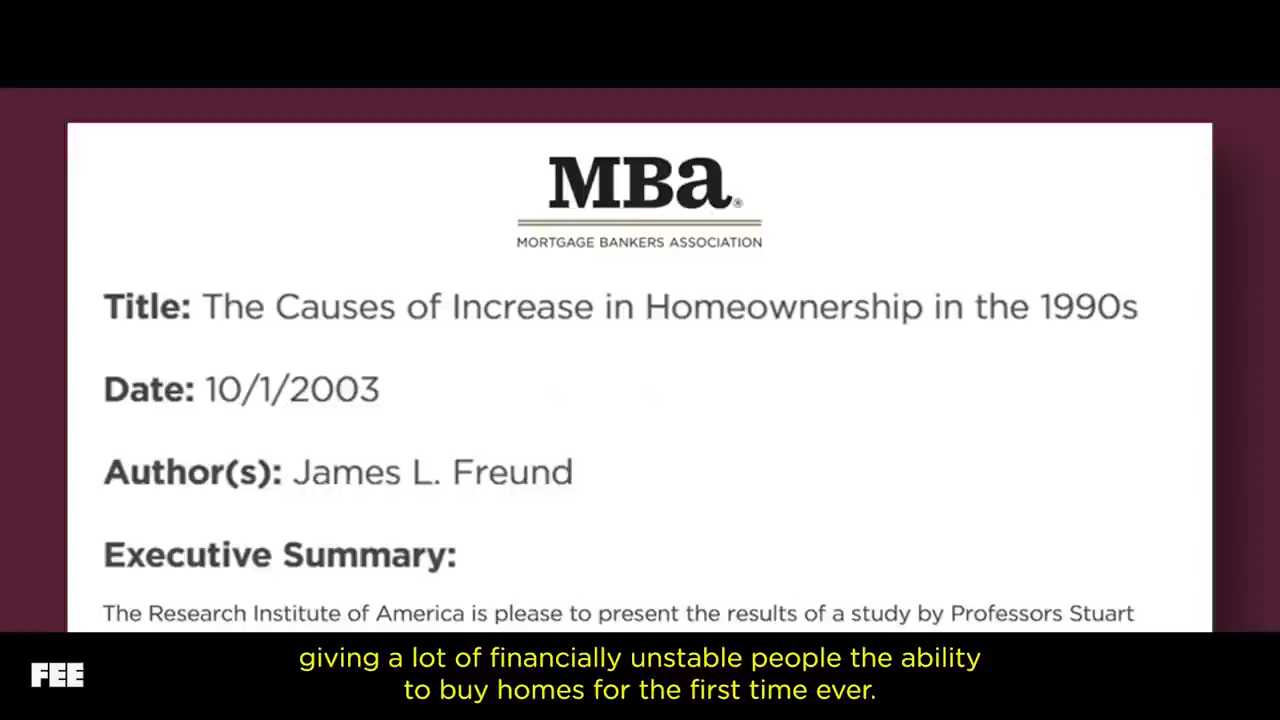 MBa®
MORTGAGE BANKERS ASSOCIATION
Title: The Causes of Increase in Homeownership in the 1990s
Date: 10/1/2003
Author(s): James L. Freund
Executive Summary:
The Research Institute of America is please to present the results of a study by Professors Stuart
giving a lot of financially unstable people the ability
to buy homes for the first time ever.
FEE